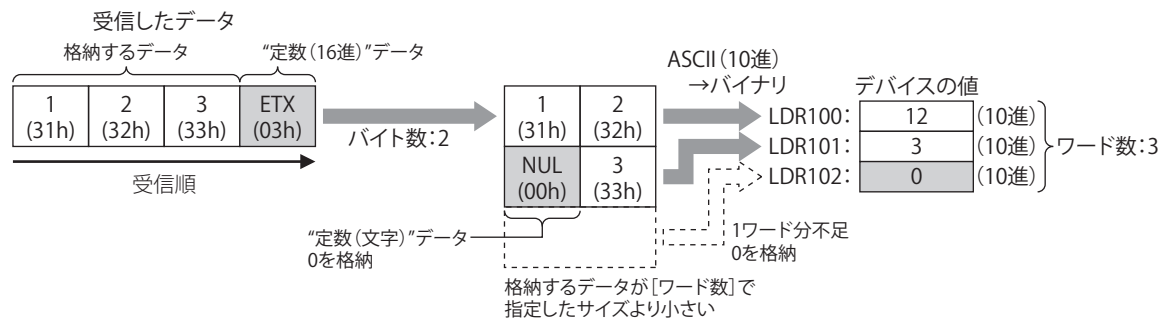 受信したデータ
格納するデータ
“定数(16進)”データ
1
(31h)
2
(32h)
3
(33h)
ETX
(03h)
受信順
バイト数:2
1
(31h)
2
(32h)
NUL
(00h)
3
(33h)
“定数(文字)”データ
0を格納
格納するデータが[ワード数]で
指定したサイズより小さい
ASCII(10進)
→バイナリ
1ワード分不足
0を格納
デバイスの値
LDR100: 12 (10進)
LDR101: 3 (10進)
LDR102: 0 (10進)
ワード数:3